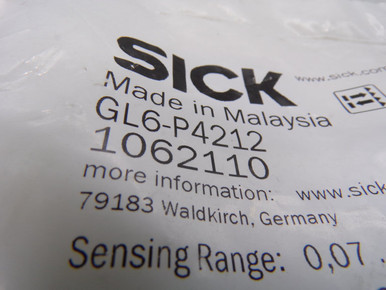 SICK
www.sick.com
Made in Malaysia
GL6-P4212
1062110
more information: www.sick
79183 Waldkirch, Germany
Sensing Range: 0,07 .